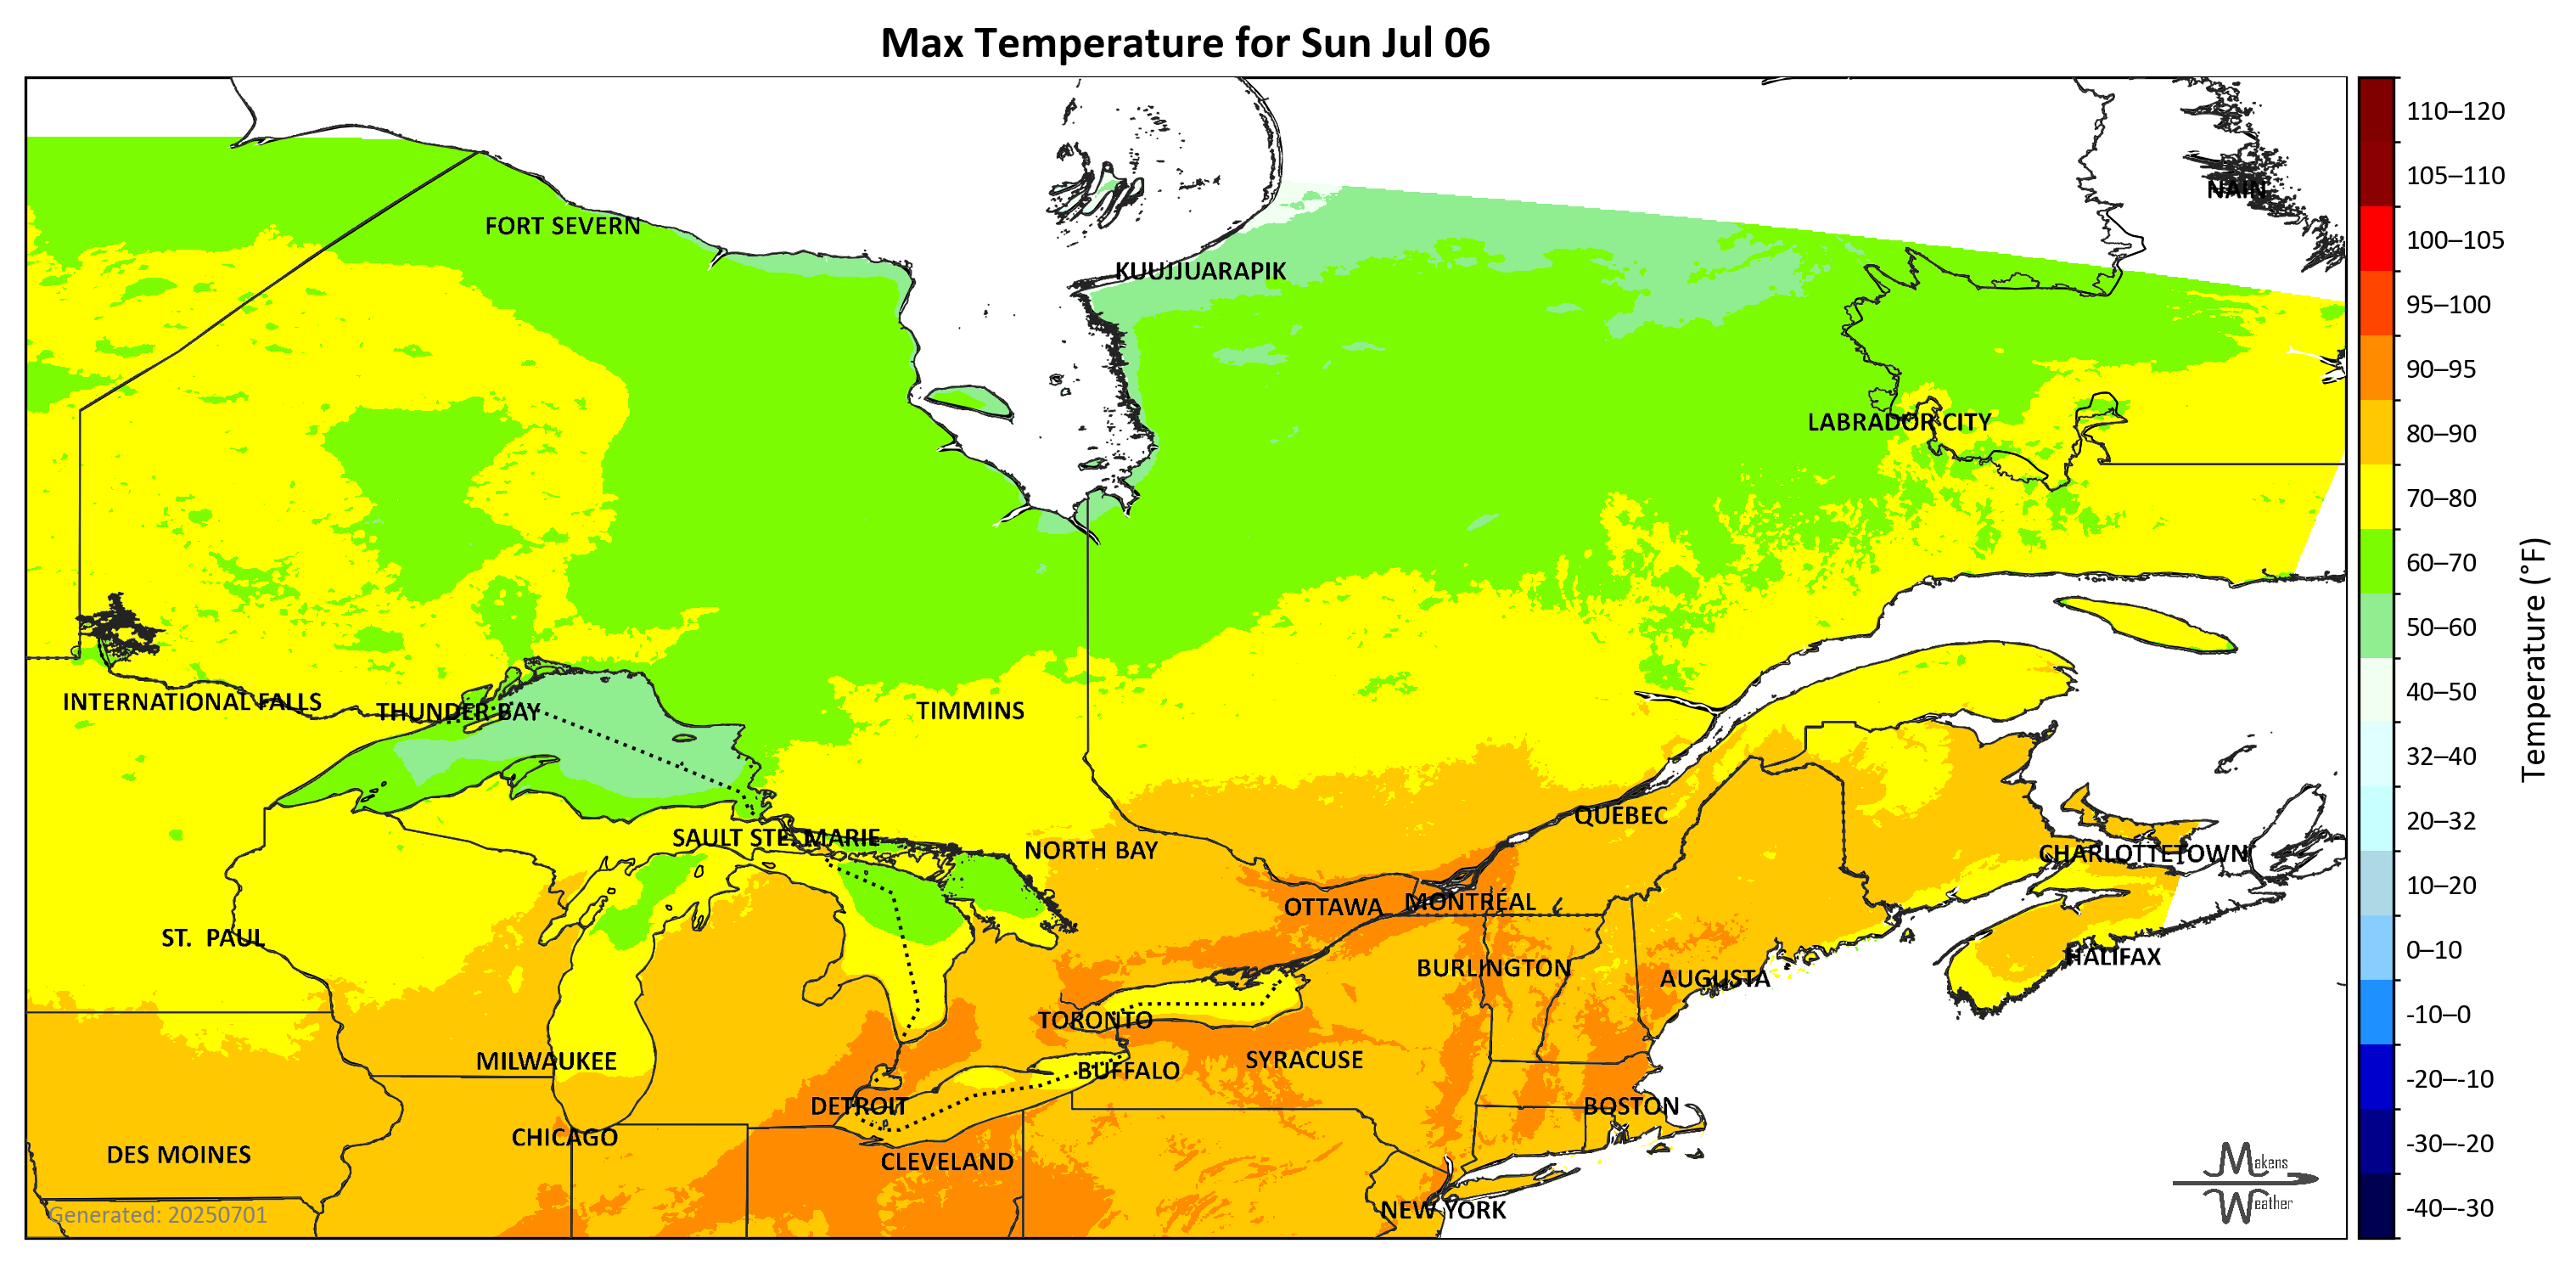 Max Temperature for Sun Jul 06
NAIN
FORT SEVERN
KUUJJUARAPIK
LABRADOR CITY
INTERNATIONAL FALLS
THUNDER BAY
TIMMINS
QUÉBEC
SAULT STE. MARIE
NORTH BAY
CHARLOTTETOWN
OTTAWA
MONTRÉAL
ST.  PAUL
HALIFAX
BURLINGTON
AUGUSTA
TORONTO
MILWAUKEE
SYRACUSE
BUFFALO
DETROIT
BOSTON
CHICAGO
DES MOINES
CLEVELAND
NEW YORK
Generated: 20250701
Makens
Weather
110–120
105–110
100–105
95–100
90–95
80–90
70–80
60–70
50–60
40–50
32–40
20–32
10–20
0–10
-10–0
-20–-10
-30–-20
-40–-30
Temperature (°F)